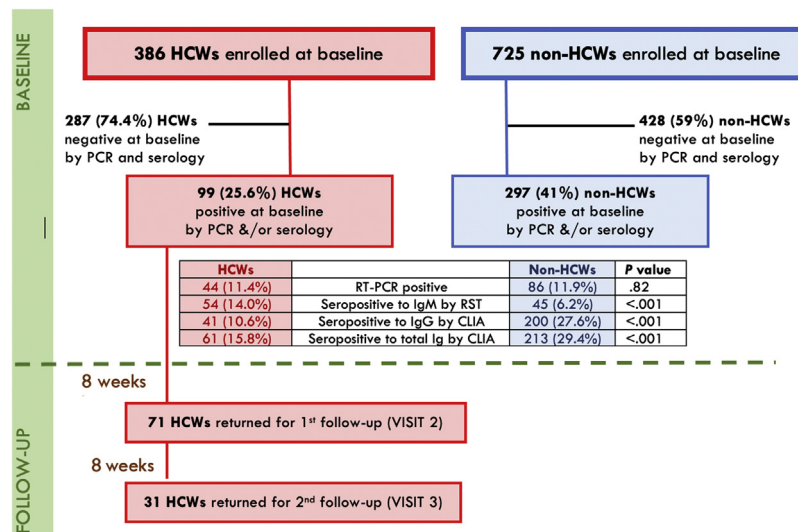 BASELINE
386 HCWs enrolled at baseline
725 non-HCWs enrolled at baseline
287 (74.4%) HCWs
negative at baseline
by PCR and serology
428 (59%) non-HCWs
negative at baseline
by PCR and serology
99 (25.6%) HCWs
positive at baseline
by PCR &/or serology
297 (41%) non-HCWs
positive at baseline
by PCR &/or serology
HCWs Non-HCWs P value
44 (11.4%) RT-PCR positive 86 (11.9%) .82
54 (14.0%) Seropositive to IgM by RST 45 (6.2%) <.001
41 (10.6%) Seropositive to IgG by CLIA 200 (27.6%) <.001
61 (15.8%) Seropositive to total Ig by CLIA 213 (29.4%) <.001
8 weeks
FOLLOW-UP
71 HCWs returned for 1st follow-up (VISIT 2)
8 weeks
31 HCWs returned for 2nd follow-up (VISIT 3)